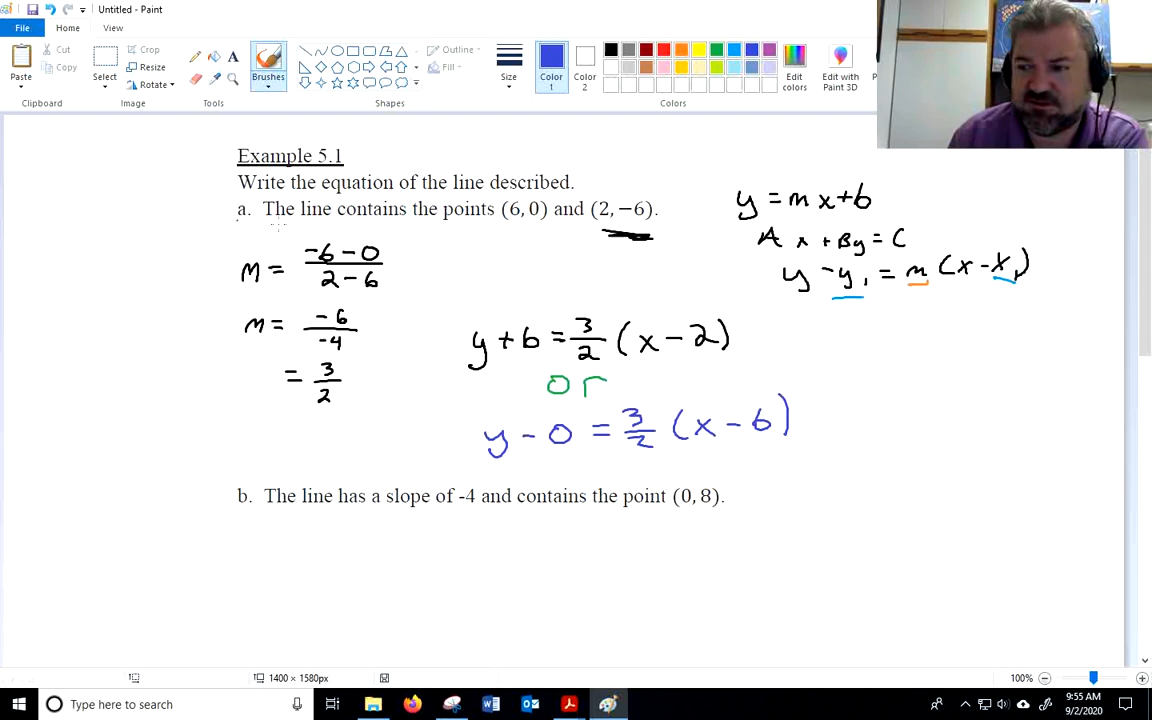 Untitled - Paint
File Home View
Paste Cut Copy Clipboard
Select Crop Resize Rotate Image
Tools
Brushes
Outline Fill Shapes
Size
Color 1 Color 2 Edit colors Edit with Paint 3D Colors
Example 5.1
Write the equation of the line described.
a. The line contains the points (6, 0) and (2, −6).
y = mx+b
Ax + By = C
y - y₁ = m (x - x₁)
M = (-6 - 0)/(2 - 6)
M = -6/-4
= 3/2
y + 6 = 3/2 (x - 2)
or
y - 0 = 3/2 (x - 6)
b. The line has a slope of -4 and contains the point (0, 8).
1400 × 1580px 100%
Type here to search
9:55 AM
9/2/2020